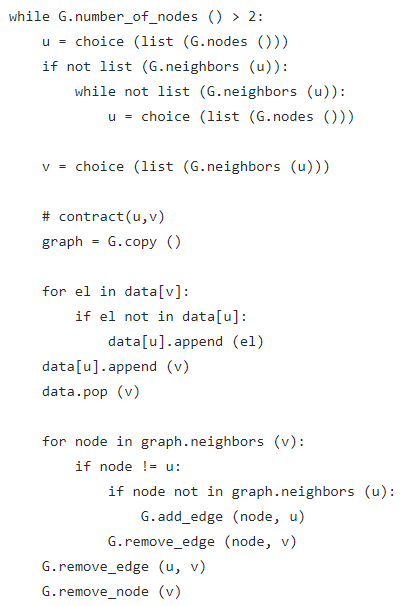 while G.number_of_nodes () > 2:
    u = choice (list (G.nodes ()))
    if not list (G.neighbors (u)):
        while not list (G.neighbors (u)):
            u = choice (list (G.nodes ()))

    v = choice (list (G.neighbors (u)))

    # contract(u,v)
    graph = G.copy ()

    for el in data[v]:
        if el not in data[u]:
            data[u].append (el)
    data[u].append (v)
    data.pop (v)

    for node in graph.neighbors (v):
        if node != u:
            if node not in graph.neighbors (u):
                G.add_edge (node, u)
            G.remove_edge (node, v)
    G.remove_edge (u, v)
    G.remove_node (v)